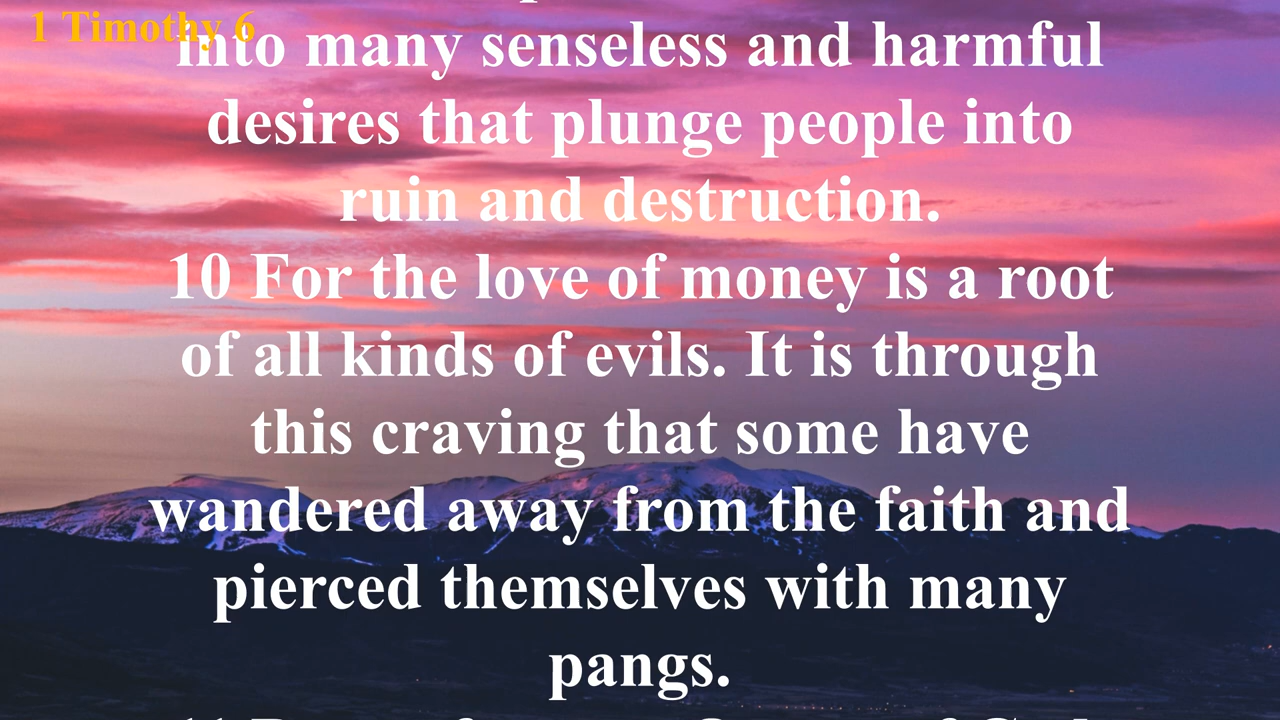 1 Timothy 6
into many senseless and harmful
desires that plunge people into
ruin and destruction.
10 For the love of money is a root
of all kinds of evils. It is through
this craving that some have
wandered away from the faith and
pierced themselves with many
pangs.